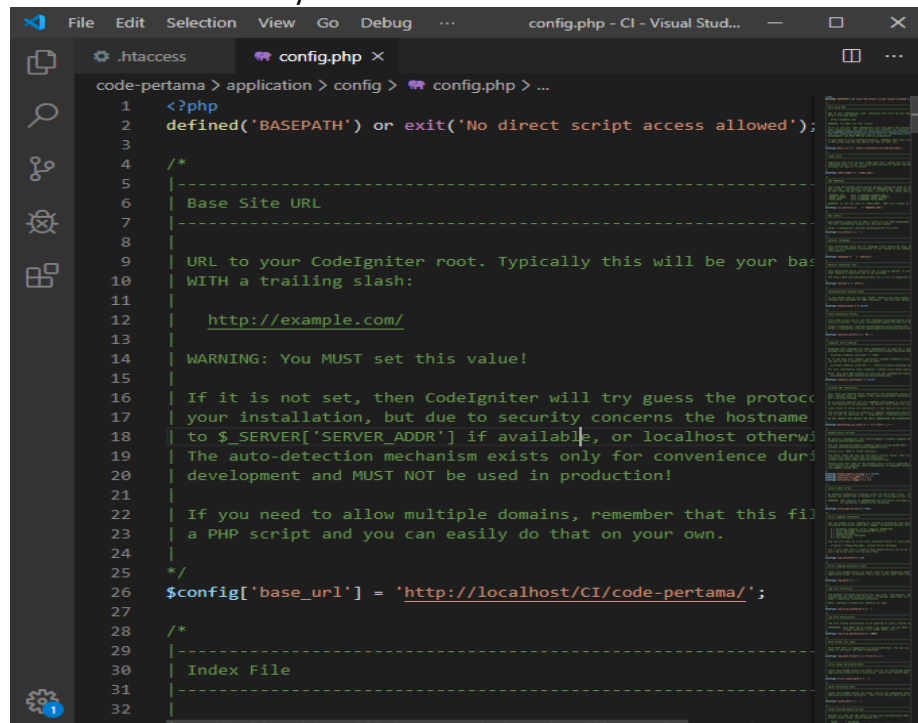 File Edit Selection View Go Debug ··· config.php - CI - Visual Stud...
.htaccess config.php
code-pertama > application > config > config.php > ...
1 <?php
2 defined('BASEPATH') or exit('No direct script access allowed');
3
4 /*
5 |--------------------------------------------------------------
6 | Base Site URL
7 |--------------------------------------------------------------
8 |
9 | URL to your CodeIgniter root. Typically this will be your bas
10 | WITH a trailing slash:
11 |
12 | http://example.com/
13 |
14 | WARNING: You MUST set this value!
15 |
16 | If it is not set, then CodeIgniter will try guess the protoc
17 | your installation, but due to security concerns the hostname
18 | to $_SERVER['SERVER_ADDR'] if available, or localhost otherwi
19 | The auto-detection mechanism exists only for convenience duri
20 | development and MUST NOT be used in production!
21 |
22 | If you need to allow multiple domains, remember that this fil
23 | a PHP script and you can easily do that on your own.
24 |
25 */
26 $config['base_url'] = 'http://localhost/CI/code-pertama/';
27
28 /*
29 |--------------------------------------------------------------
30 | Index File
31 |--------------------------------------------------------------
32 |
1